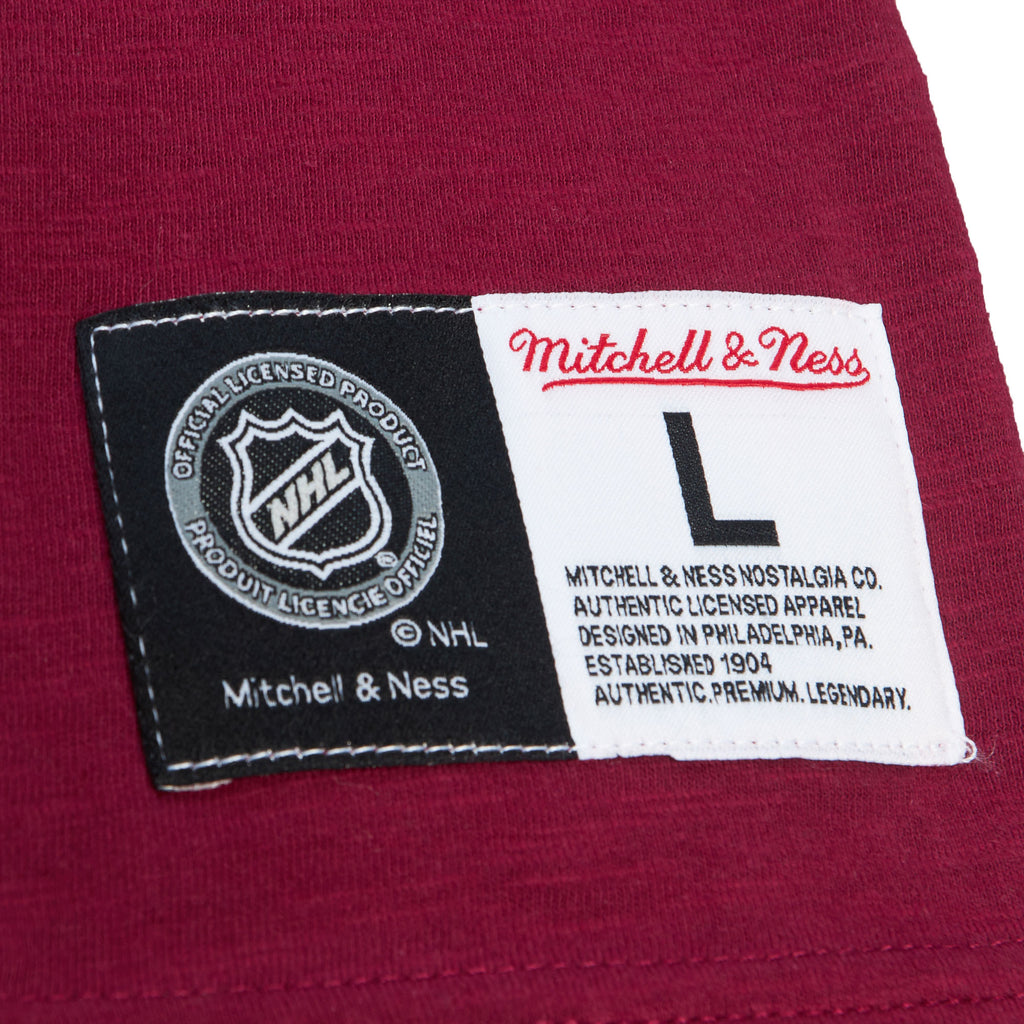 OFFICIAL LICENSED PRODUCT
NHL
®
PRODUIT LICENCIE OFFICIEL
© NHL
Mitchell & Ness
Mitchell & Ness
L
MITCHELL & NESS NOSTALGIA CO.
AUTHENTIC LICENSED APPAREL
DESIGNED IN PHILADELPHIA, PA.
ESTABLISHED 1904
AUTHENTIC. PREMIUM. LEGENDARY.